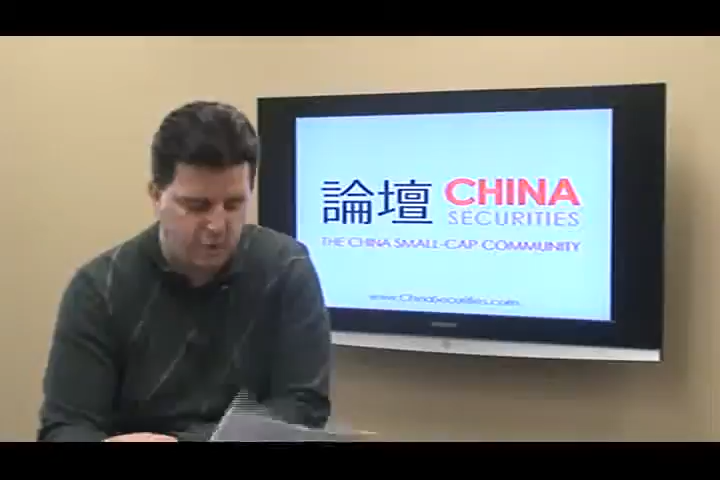 論壇 CHINA
SECURITIES
THE CHINA SMALL-CAP COMMUNITY
www.ChinaSecurities.com